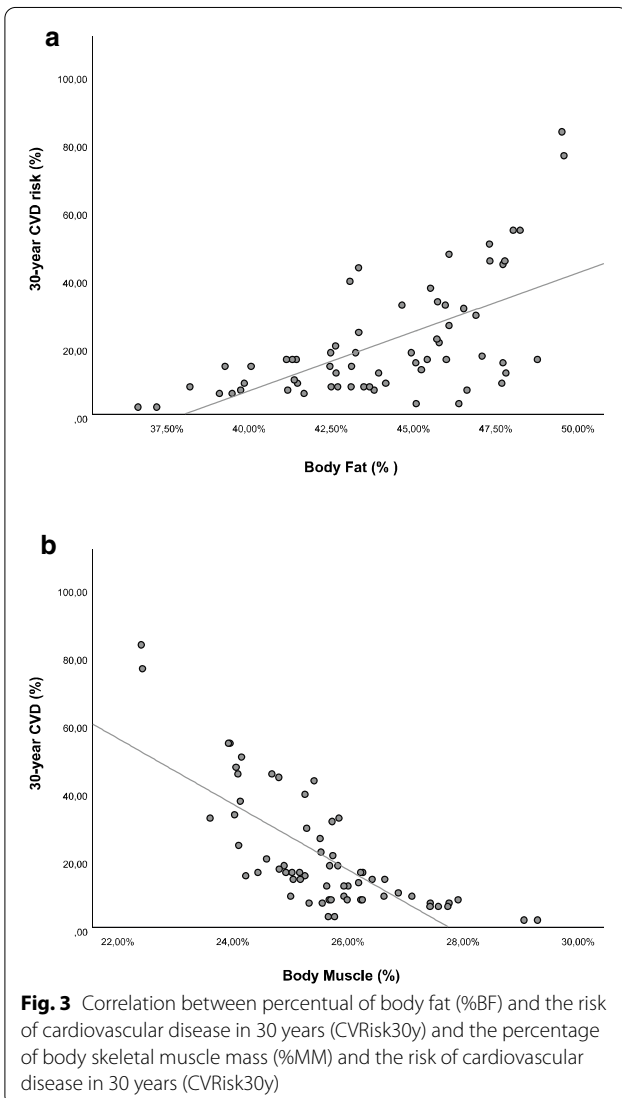 a
100,00
80,00
60,00
40,00
20,00
,00
30-year CVD risk (%)
37,50% 40,00% 42,50% 45,00% 47,50% 50,00%
Body Fat (% )
b
100,00
80,00
60,00
40,00
20,00
,00
30-year CVD (%)
22,00% 24,00% 26,00% 28,00% 30,00%
Body Muscle (%)
Fig. 3 Correlation between percentual of body fat (%BF) and the risk
of cardiovascular disease in 30 years (CVRisk30y) and the percentage
of body skeletal muscle mass (%MM) and the risk of cardiovascular
disease in 30 years (CVRisk30y)